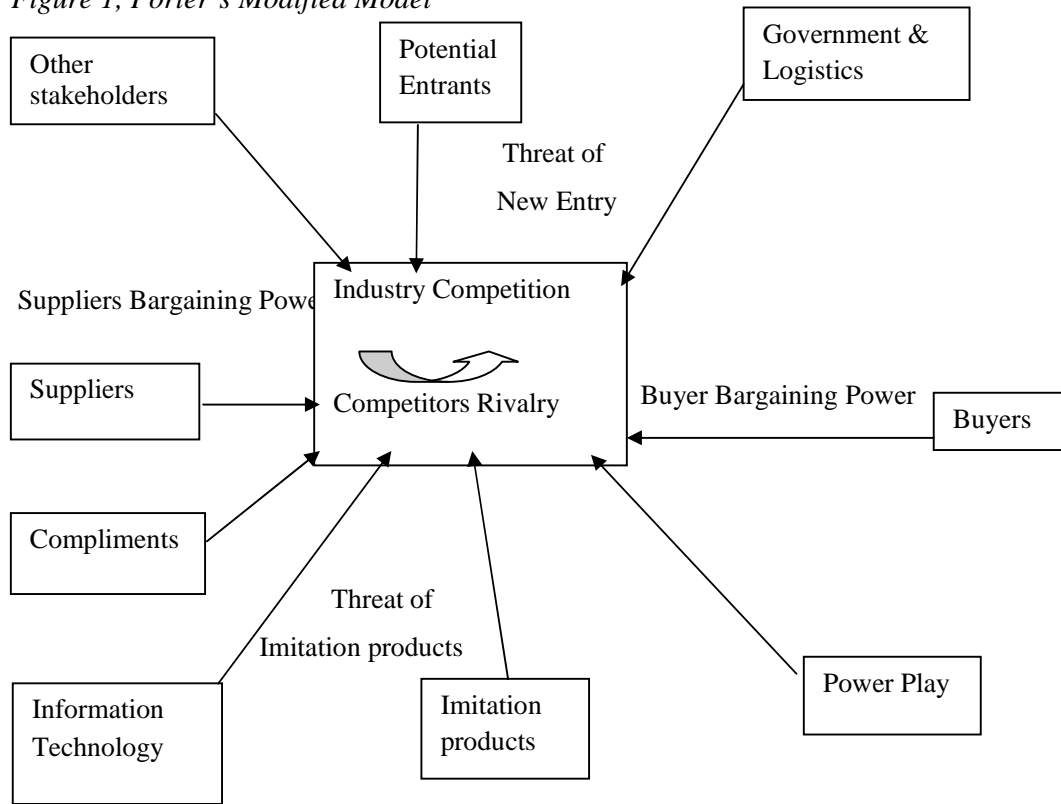 Figure 1, Porter's Modified Model
Other
stakeholders
Potential
Entrants
Government &
Logistics
Threat of
New Entry
Industry Competition
Suppliers Bargaining Powe
Suppliers
Competitors Rivalry
Buyer Bargaining Power
Buyers
Compliments
Threat of
Imitation products
Information
Technology
Imitation
products
Power Play